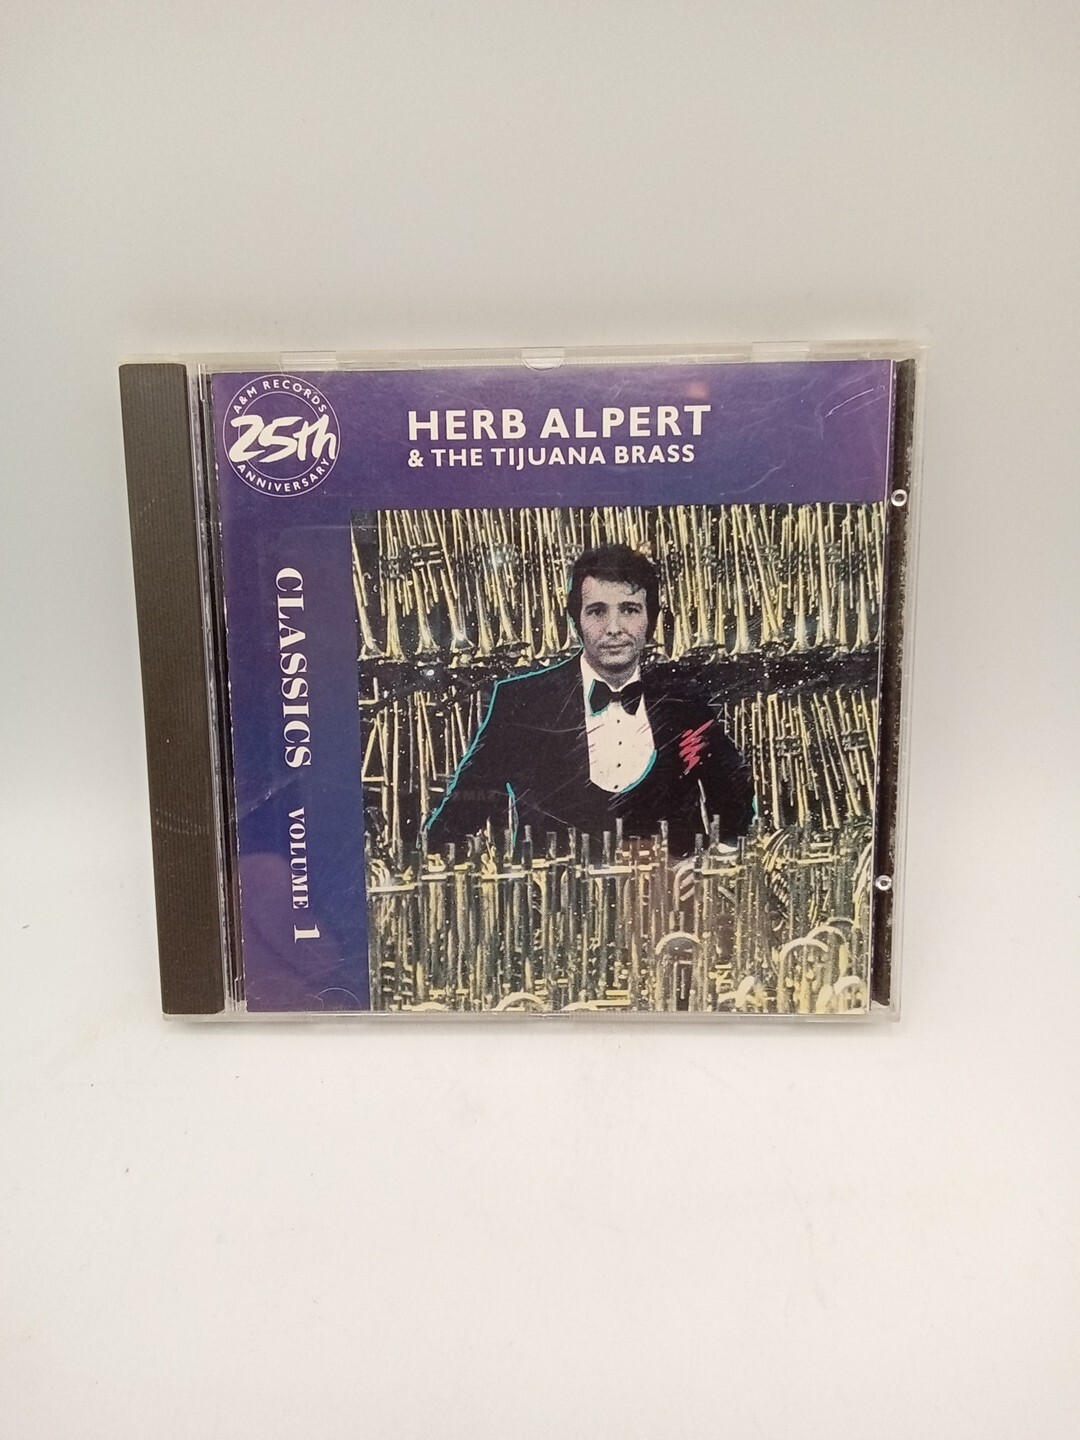 A&M RECORDS
25th
ANNIVERSARY
HERB ALPERT
& THE TIJUANA BRASS
CLASSICS VOLUME 1